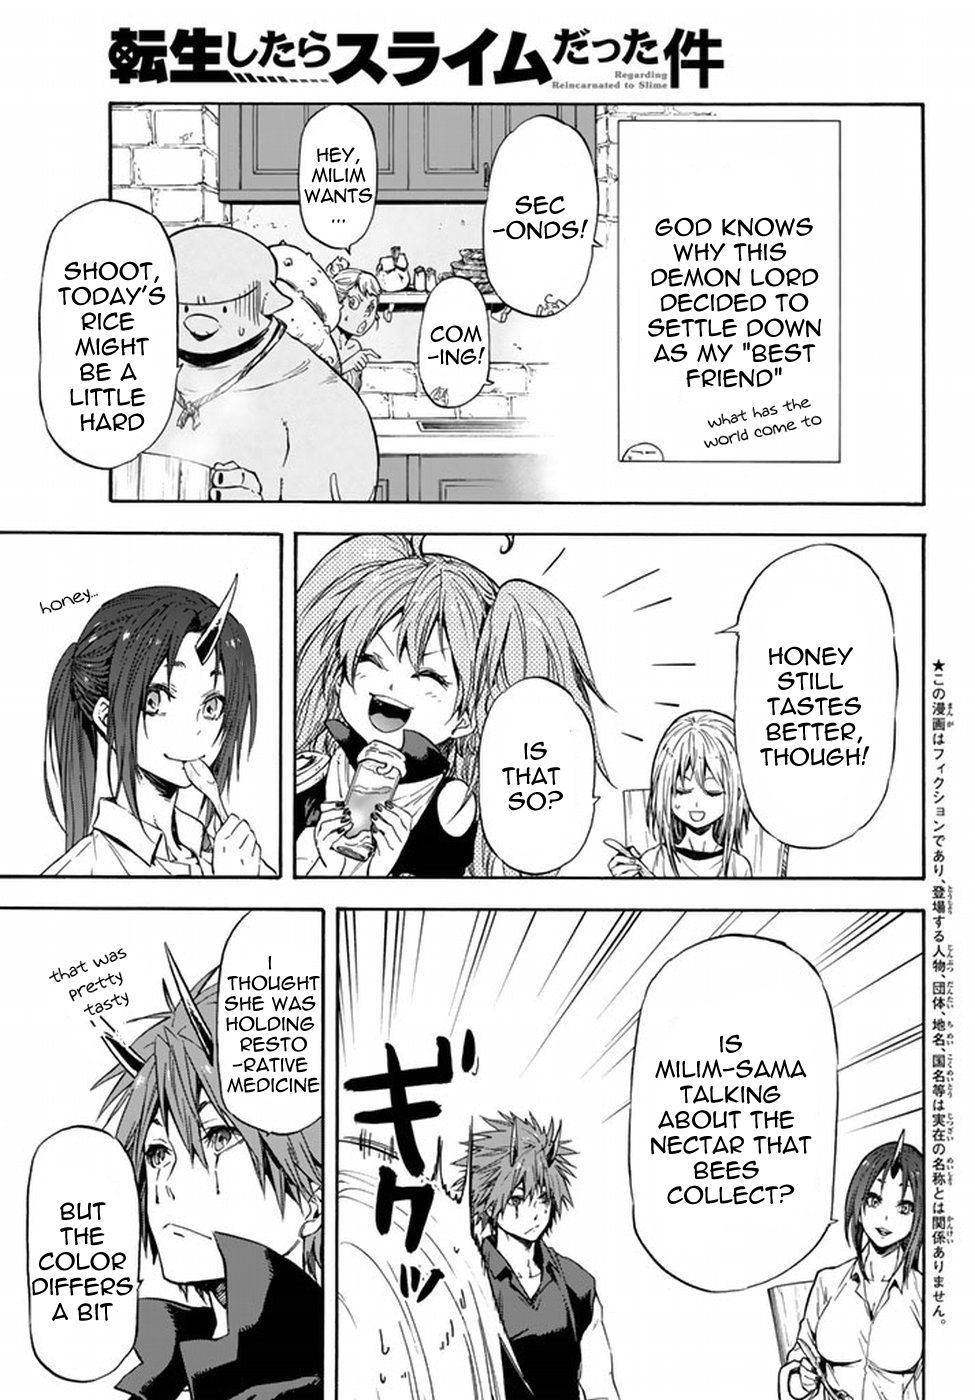 転生したらスライムだった件
Regarding
Reincarnated to Slime
GOD KNOWS
WHY THIS
DEMON LORD
DECIDED TO
SETTLE DOWN
AS MY "BEST
FRIEND"
what has the
world come to
SEC
-ONDS!
HEY,
MILIM
WANTS
...
COM
-ING!
SHOOT,
TODAY'S
RICE
MIGHT
BE A
LITTLE
HARD
HONEY
STILL
TASTES
BETTER,
THOUGH!
IS
THAT
SO?
honey...
IS
MILIM-SAMA
TALKING
ABOUT THE
NECTAR THAT
BEES
COLLECT?
ギクッ
I
THOUGHT
SHE WAS
HOLDING
RESTO
-RATIVE
MEDICINE
that was
pretty
tasty
BUT
THE
COLOR
DIFFERS
A BIT
★この漫画はフィクションであり、登場する人物、団体、地名、国名等は実在の名称とは関係ありません。